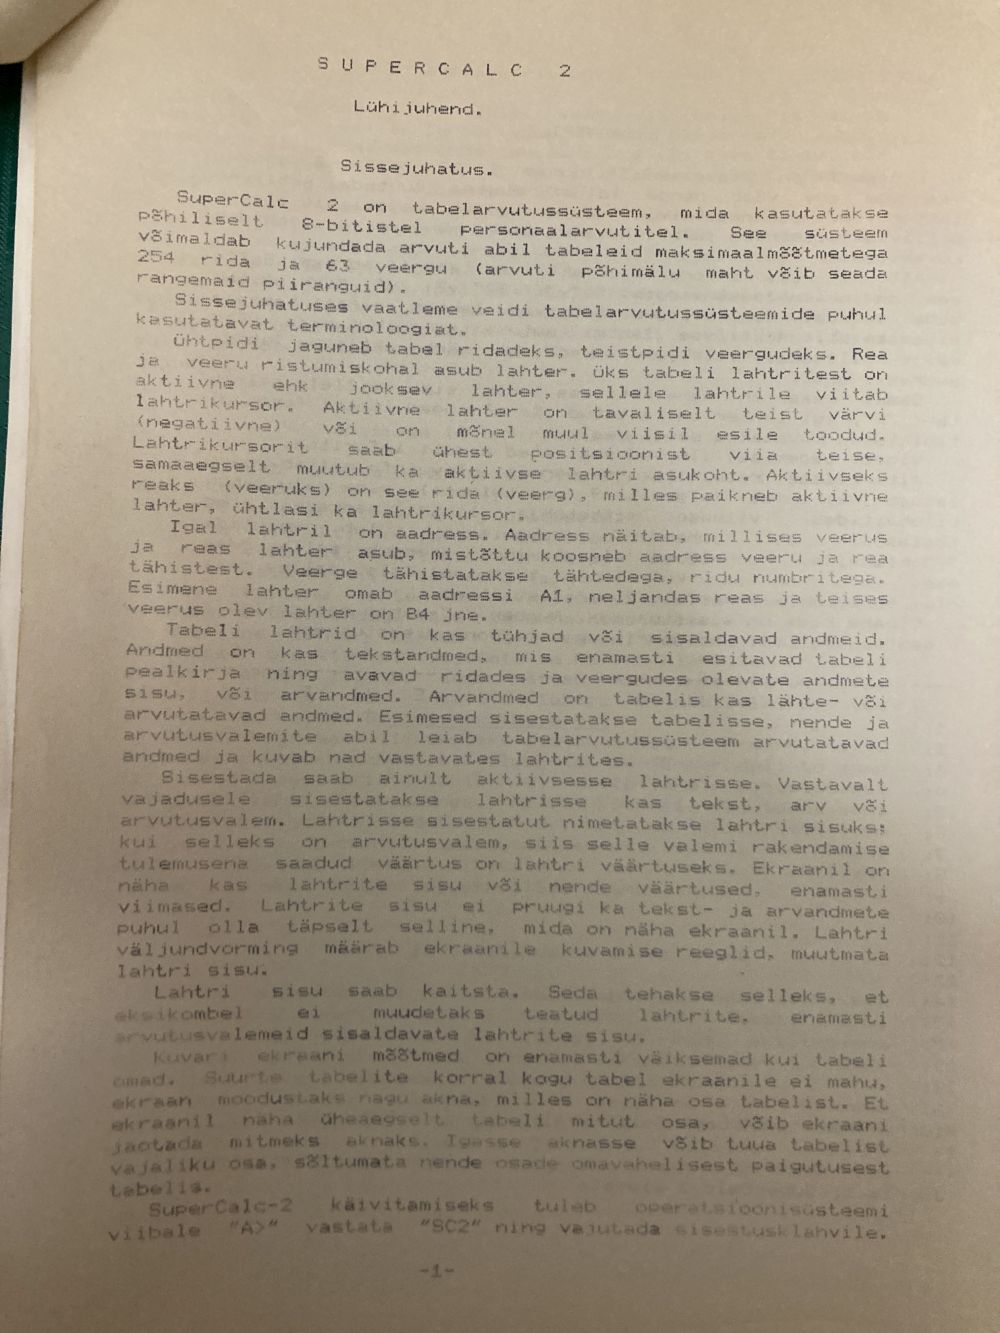 S U P E R C A L C  2
Lühijuhend.
Sissejuhatus.
SuperCalc 2 on tabelarvutussüsteem, mida kasutatakse
põhiliselt 8-bitistel personaalarvutitel. See süsteem
võimaldab kujundada arvuti abil tabeleid maksimaalmõõtmetega
254 rida ja 63 veergu (arvuti põhimälu maht võib seada
rangemaid piiranguid).
Sissejuhatuses vaatleme veidi tabelarvutussüsteemide puhul
kasutatavat terminoloogiat.
ühtpidi jaguneb tabel ridadeks, teistpidi veergudeks. Rea
ja veeru ristumiskohal asub lahter. üks tabeli lahtritest on
aktiivne ehk jooksev lahter, sellele lahtrile viitab
lahtrikursor. Aktiivne lahter on tavaliselt teist värvi
(negatiivne) või on mõnel muul viisil esile toodud.
Lahtrikursorit saab ühest positsioonist viia teise,
samaaegselt muutub ka aktiivse lahtri asukoht. Aktiivseks
reaks (veeruks) on see rida (veerg), milles paikneb aktiivne
lahter, ühtlasi ka lahtrikursor.
Igal lahtril on aadress. Aadress näitab, millises veerus
ja reas lahter asub, mistõttu koosneb aadress veeru ja rea
tähistest. Veerge tähistatakse tähtedega, ridu numbritega.
Esimene lahter omab aadressi A1, neljandas reas ja teises
veerus olev lahter on B4 jne.
Tabeli lahtrid on kas tühjad või sisaldavad andmeid.
Andmed on kas tekstandmed, mis enamasti esitavad tabeli
pealkirja ning avavad ridades ja veergudes olevate andmete
sisu, või arvandmed. Arvandmed on tabelis kas lähte- või
arvutatavad andmed. Esimesed sisestatakse tabelisse, nende ja
arvutusvalemite abil leiab tabelarvutussüsteem arvutatavad
andmed ja kuvab nad vastavates lahtrites.
Sisestada saab ainult aktiivsesse lahtrisse. Vastavalt
vajadusele sisestatakse lahtrisse kas tekst, arv või
arvutusvalem. Lahtrisse sisestatut nimetatakse lahtri sisuks;
kui selleks on arvutusvalem, siis selle valemi rakendamise
tulemusena saadud väärtus on lahtri väärtuseks. Ekraanil on
näha kas lahtrite sisu või nende väärtused, enamasti
viimased. Lahtrite sisu ei pruugi ka tekst- ja arvandmete
puhul olla täpselt selline, mida on näha ekraanil. Lahtri
väljundvorming määrab ekraanile kuvamise reeglid, muutmata
lahtri sisu.
Lahtri sisu saab kaitsta. Seda tehakse selleks, et
eksikombel ei muudetaks teatud lahtrite, enamasti
arvutusvalemeid sisaldavate lahtrite sisu.
Kuvari ekraani mõõtmed on enamasti väiksemad kui tabeli
omad. Suurte tabelite korral kogu tabel ekraanile ei mahu,
ekraan moodustaks nagu akna, milles on näha osa tabelist. Et
ekraanil näha üheaegselt tabeli mitut osa, võib ekraani
jaotada mitmeks aknaks. Igasse aknasse võib tuua tabelist
vajaliku osa, sõltumata nende osade omavahelisest paigutusest
tabelis.
SuperCalc-2 käivitamiseks tuleb operatsioonisüsteemi
viibale "A>" vastata "SC2" ning vajutada sisestusklahvile.
-1-